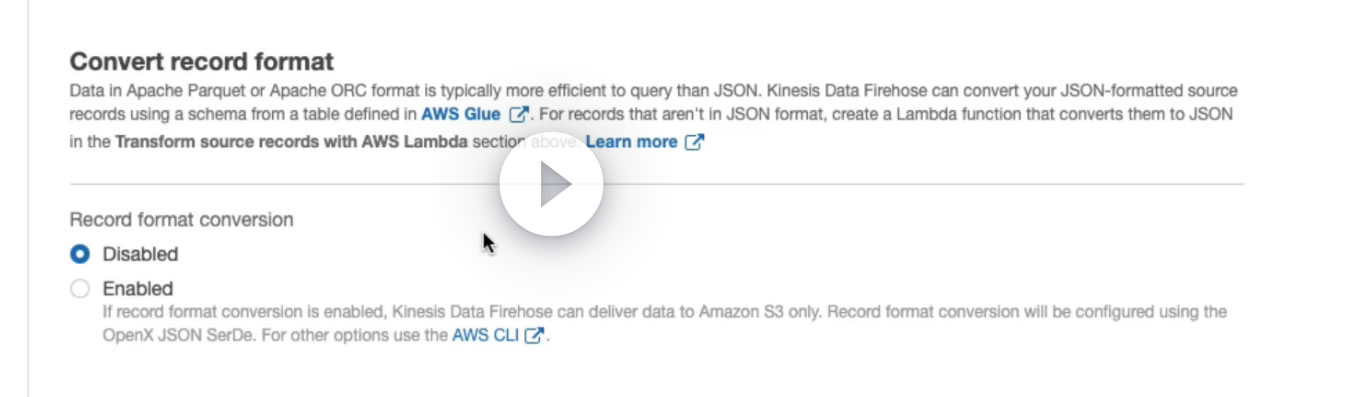 Convert record format
Data in Apache Parquet or Apache ORC format is typically more efficient to query than JSON. Kinesis Data Firehose can convert your JSON-formatted source
records using a schema from a table defined in AWS Glue. For records that aren't in JSON format, create a Lambda function that converts them to JSON
in the Transform source records with AWS Lambda section above. Learn more
Record format conversion
Disabled
Enabled
If record format conversion is enabled, Kinesis Data Firehose can deliver data to Amazon S3 only. Record format conversion will be configured using the
OpenX JSON SerDe. For other options use the AWS CLI.